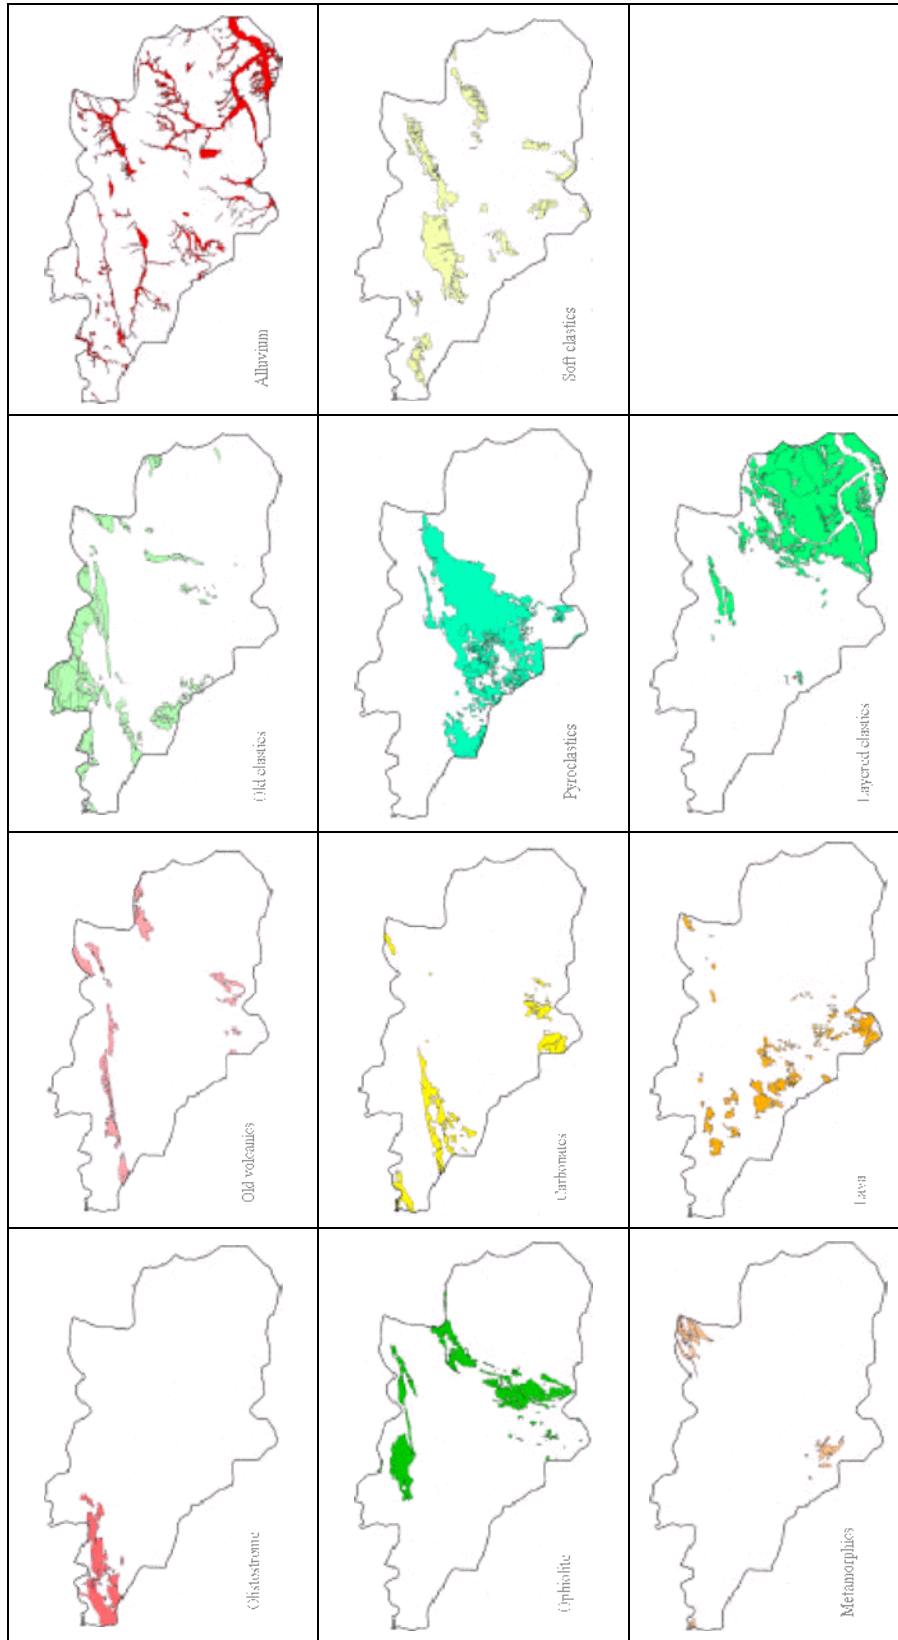 Alluvium
Soft clastics
Old clastics
Pyroclastics
Layered clastics
Old volcanics
Carbonates
Lava
Olistostrome
Ophiolite
Metamorphics